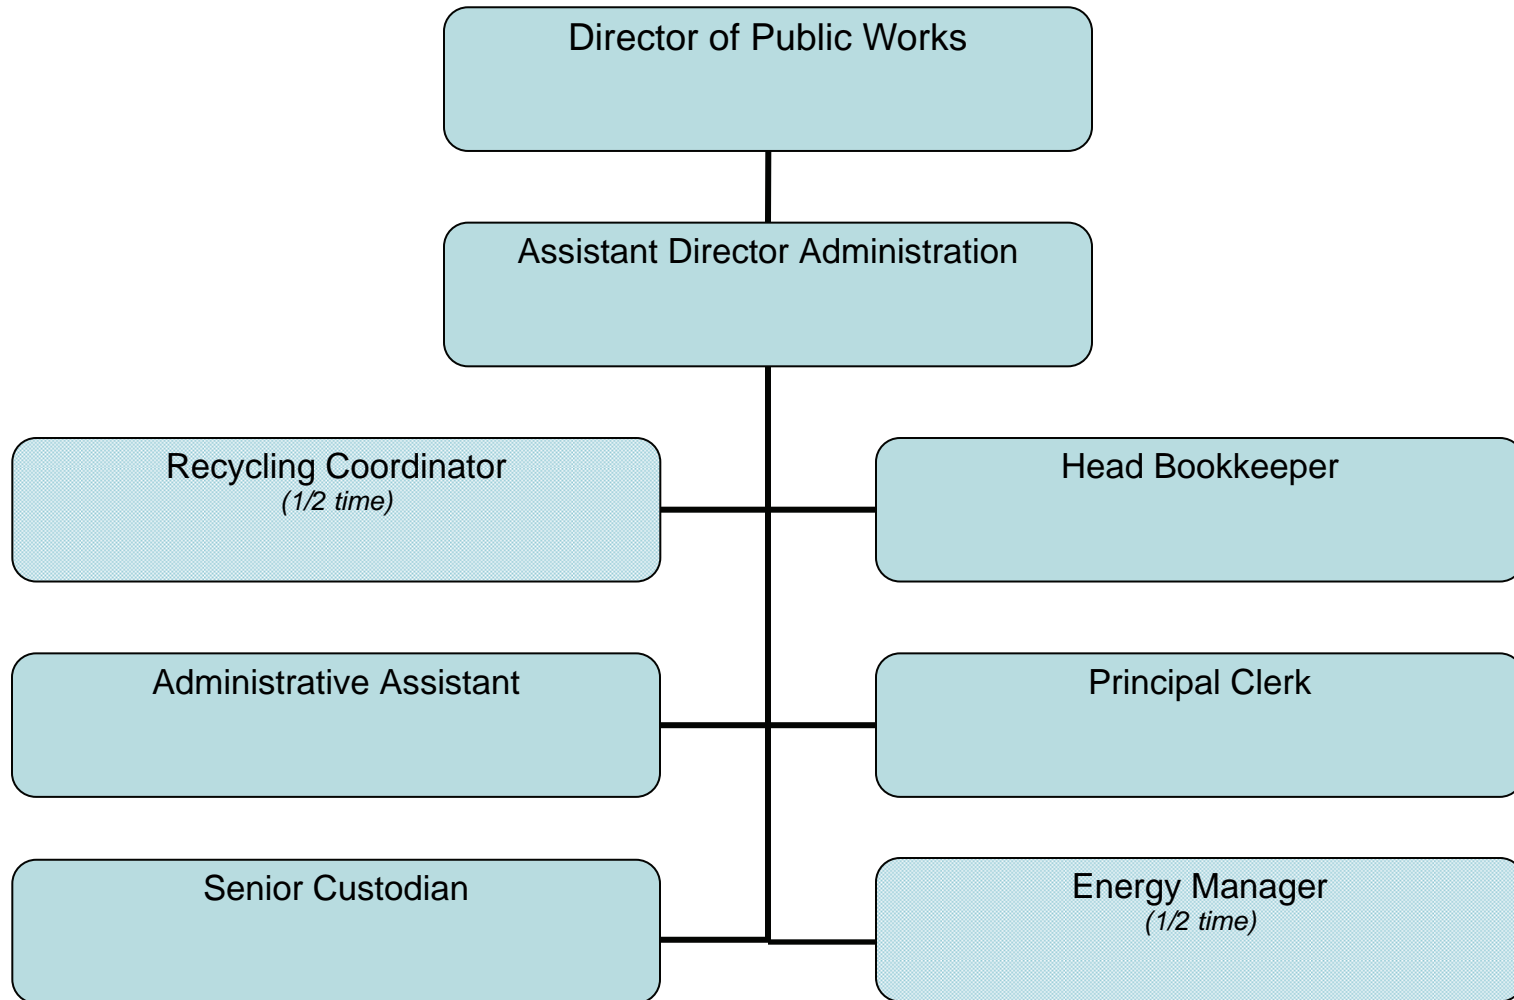 Director of Public Works
Assistant Director Administration
Recycling Coordinator
(1/2 time)
Head Bookkeeper
Administrative Assistant
Principal Clerk
Senior Custodian
Energy Manager
(1/2 time)